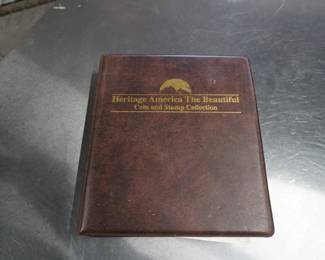 Heritage America The Beautiful
Coin and Stamp Collection